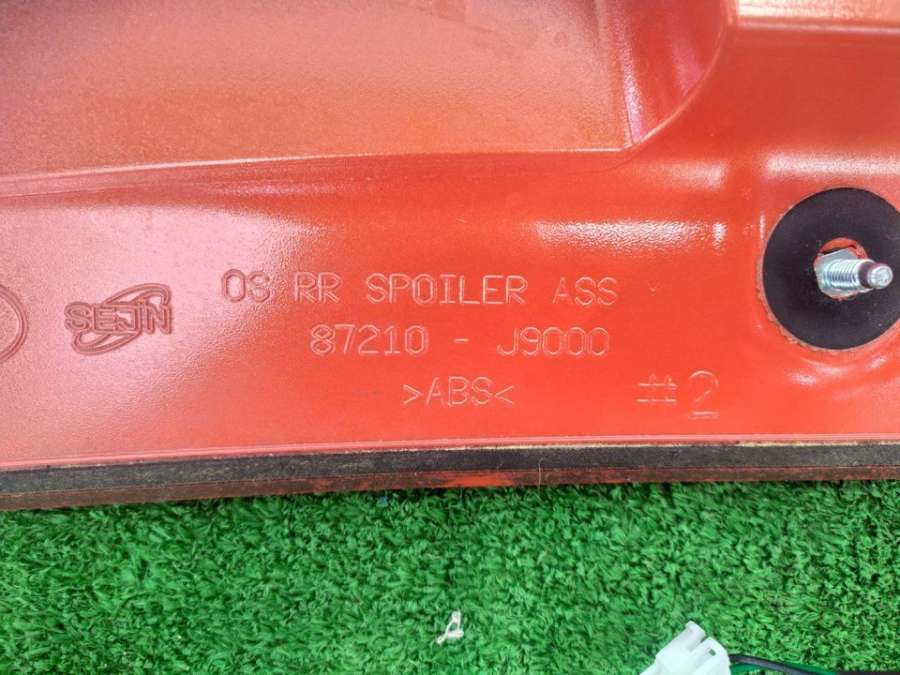 SEJIN
OS RR SPOILER ASS
87210 - J9000
>ABS<
#2